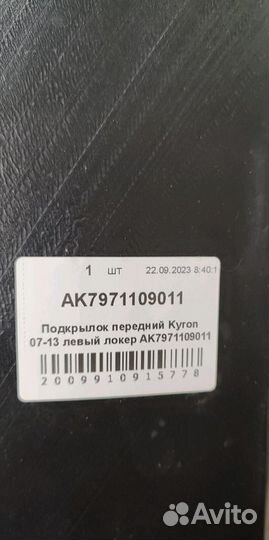 1 шт 22.09.2023 8:40:1
AK7971109011
Подкрылок передний Kyron
07-13 левый локер AK7971109011
2009910915778
Avito